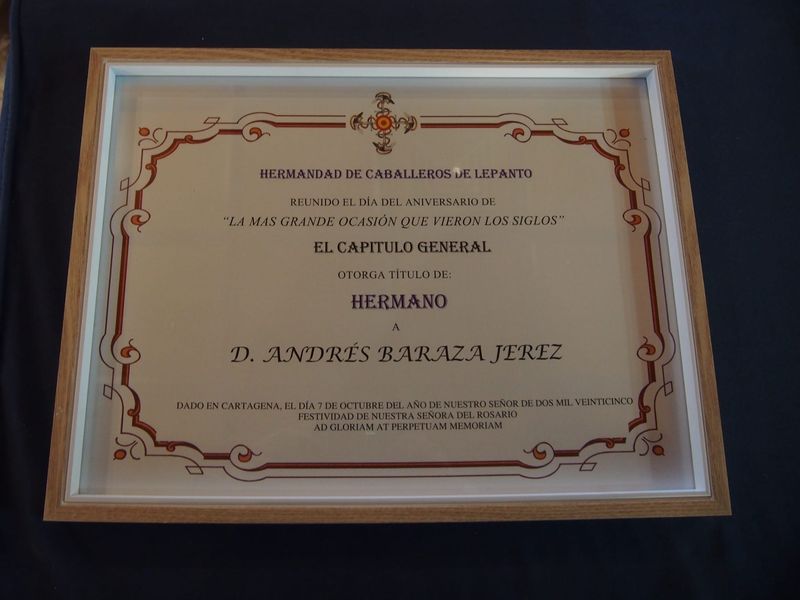 HERMANDAD DE CABALLEROS DE LEPANTO
REUNIDO EL DÍA DEL ANIVERSARIO DE
“LA MAS GRANDE OCASIÓN QUE VIERON LOS SIGLOS”
EL CAPITULO GENERAL
OTORGA TÍTULO DE:
HERMANO
A
D. ANDRÉS BARAZA JEREZ
DADO EN CARTAGENA, EL DÍA 7 DE OCTUBRE DEL AÑO DE NUESTRO SEÑOR DE DOS MIL VEINTICINCO
FESTIVIDAD DE NUESTRA SEÑORA DEL ROSARIO
AD GLORIAM AT PERPETUAM MEMORIAM